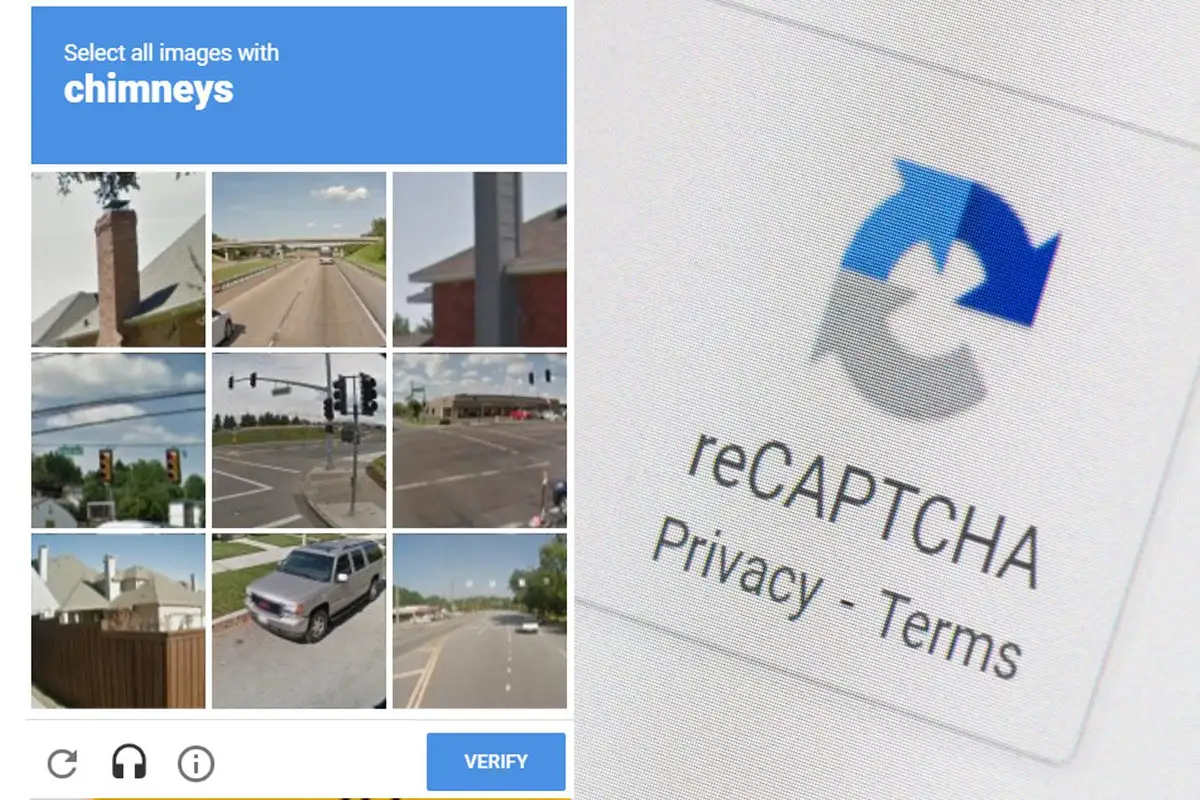 Select all images with
chimneys
VERIFY
reCAPTCHA
Privacy - Terms